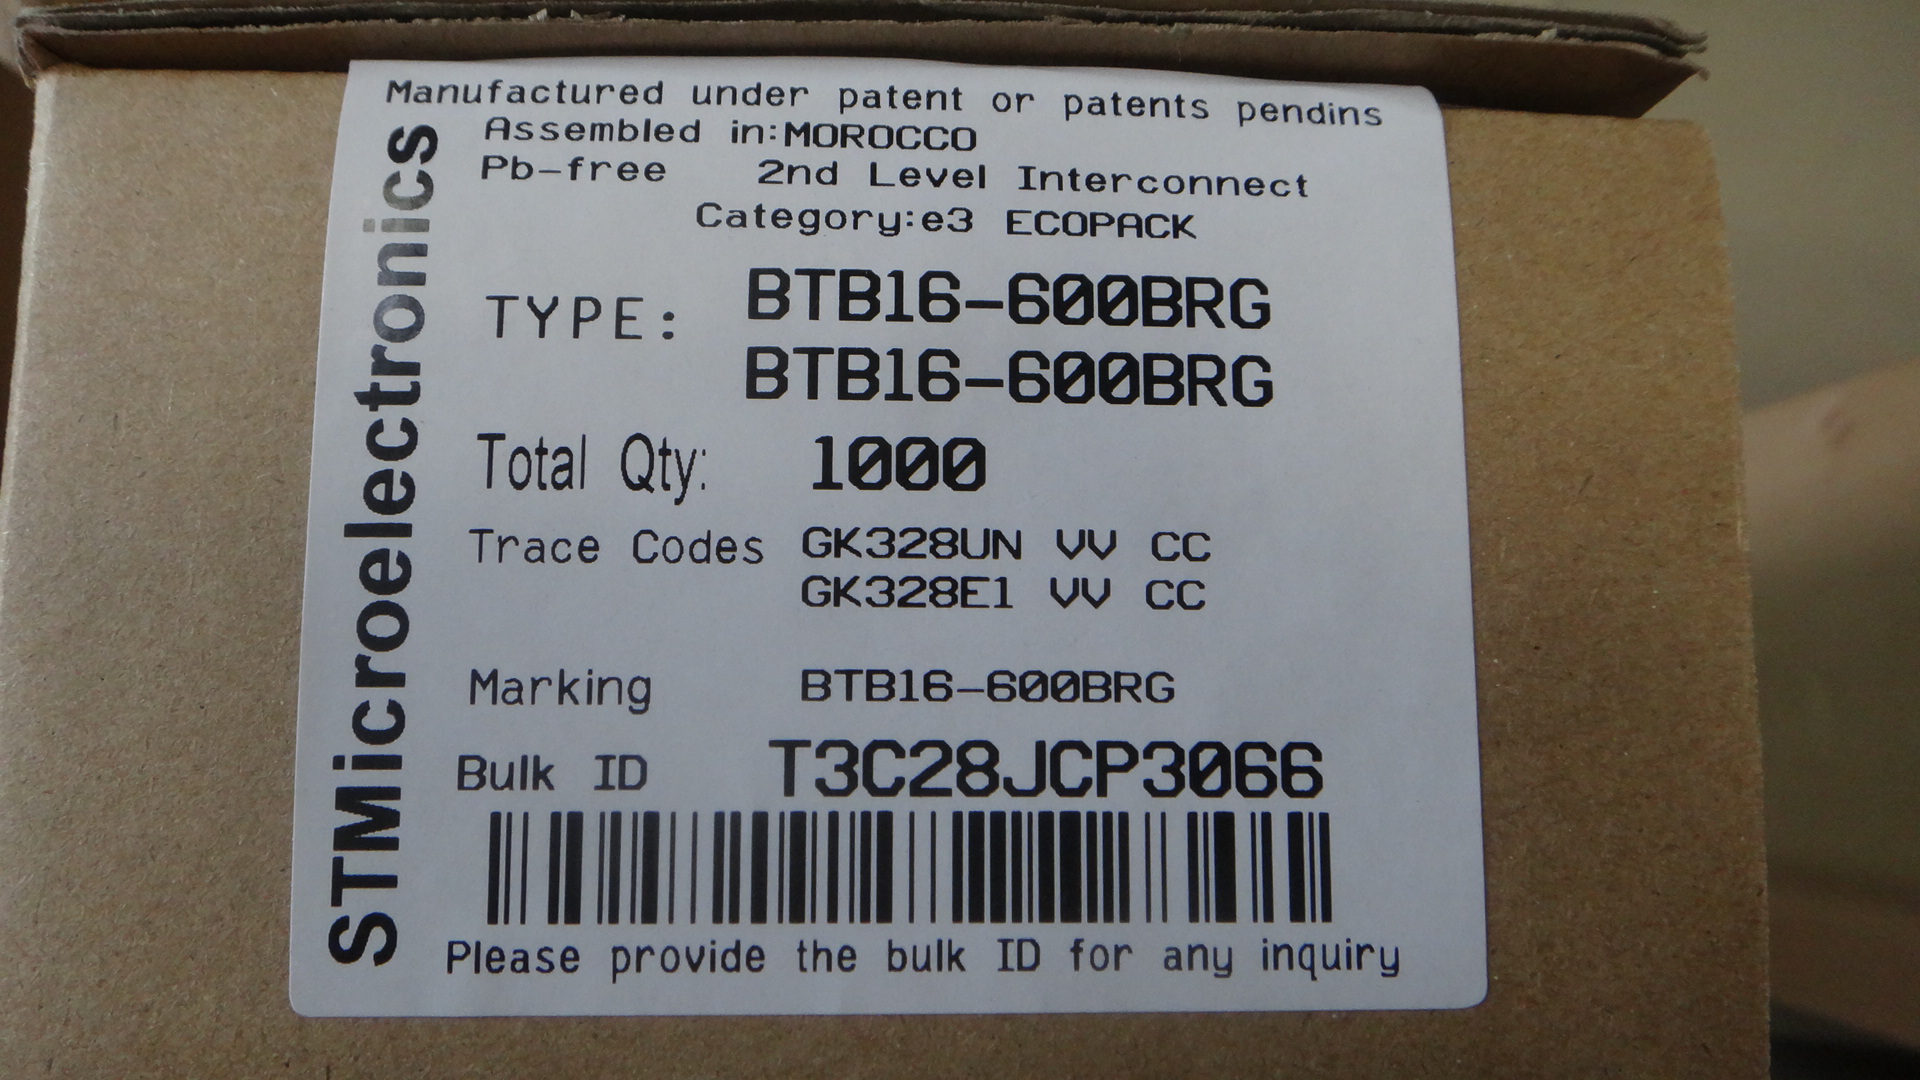 Manufactured under patent or patents pendins
Assembled in:MOROCCO
Pb-free 2nd Level Interconnect
Category:e3 ECOPACK
TYPE: BTB16-600BRG
BTB16-600BRG
Total Qty: 1000
Trace Codes GK328UN VV CC
GK328E1 VV CC
Marking BTB16-600BRG
Bulk ID T3C28JCP3066
Please provide the bulk ID for any inquiry
STMicroelectronics